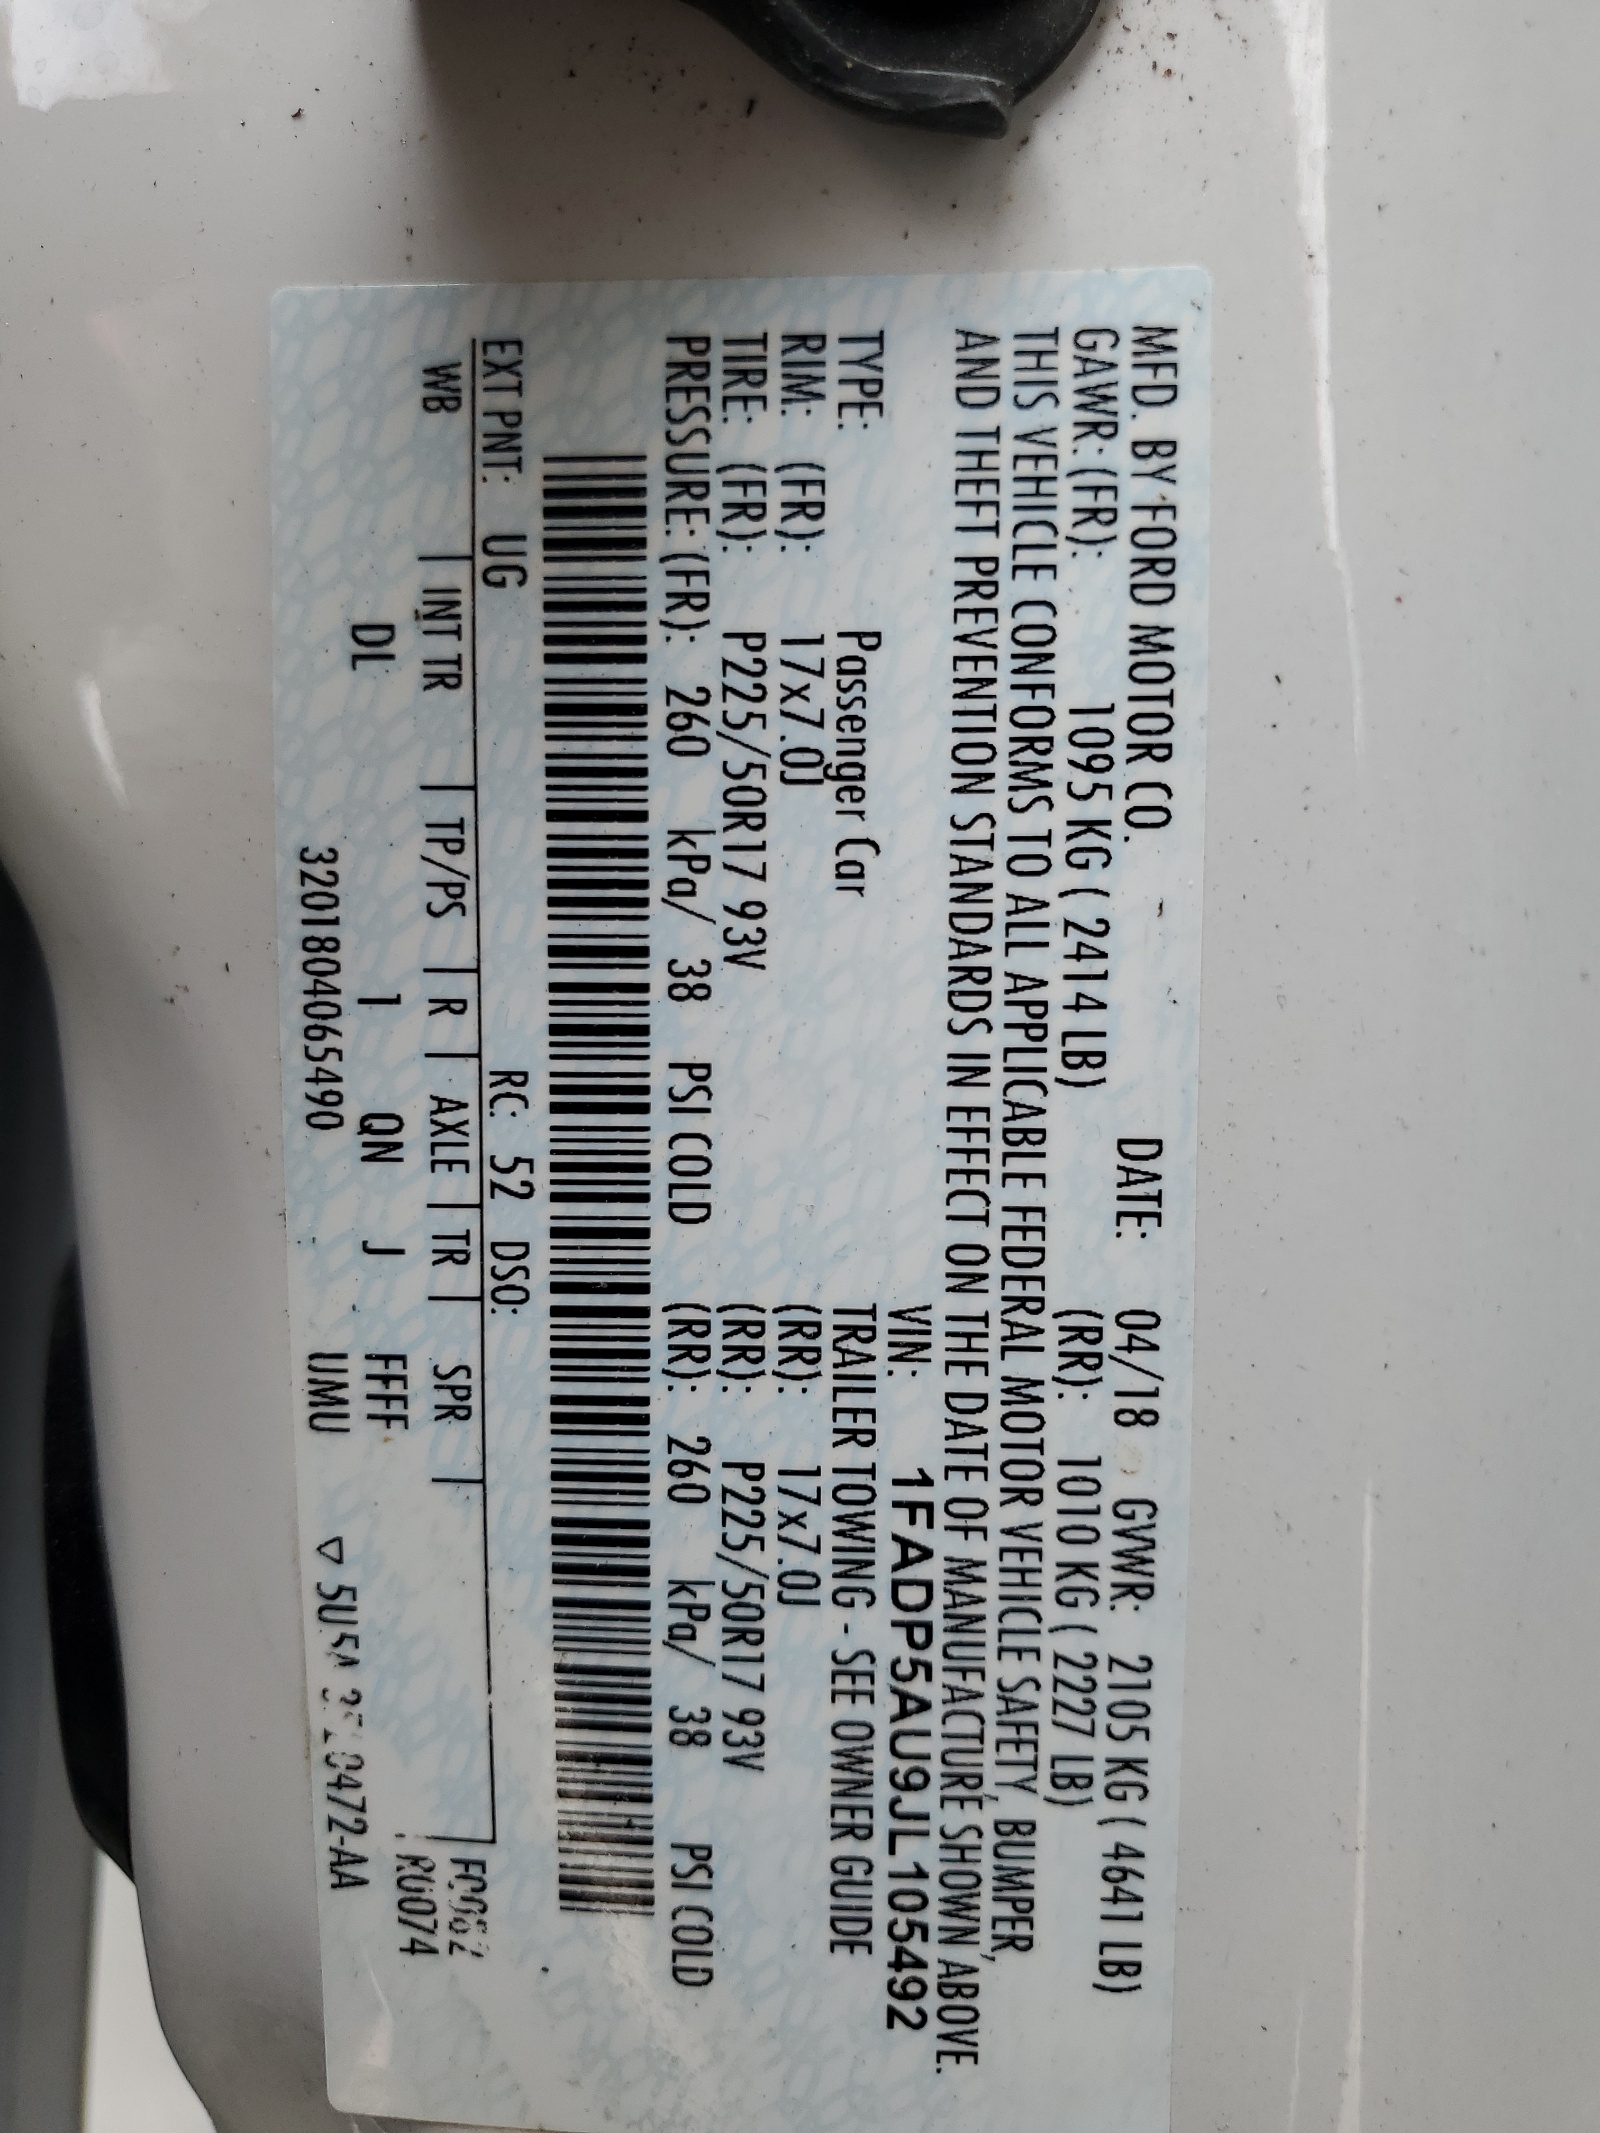 MFD. BY FORD MOTOR CO. DATE: 04/18 GVWR: 2105 KG ( 4641 LB)
GAWR: (FR): 1095 KG ( 2414 LB) (RR): 1010 KG ( 2227 LB)
THIS VEHICLE CONFORMS TO ALL APPLICABLE FEDERAL MOTOR VEHICLE SAFETY, BUMPER,
AND THEFT PREVENTION STANDARDS IN EFFECT ON THE DATE OF MANUFACTURE SHOWN ABOVE.
VIN: 1FADP5AU9JL105492
TYPE: Passenger Car TRAILER TOWING - SEE OWNER GUIDE
RIM: (FR): 17x7.0J (RR): 17x7.0J
TIRE: (FR): P225/50R17 93V (RR): P225/50R17 93V
PRESSURE: (FR): 260 kPa/ 38 PSI COLD (RR): 260 kPa/ 38 PSI COLD
EXT PNT: UG RC: 52 DSO:
WB | INT TR | TP/PS | R | AXLE | TR | SPR |
DL 1 QN J FFFF RU074
3201804065490 UMU